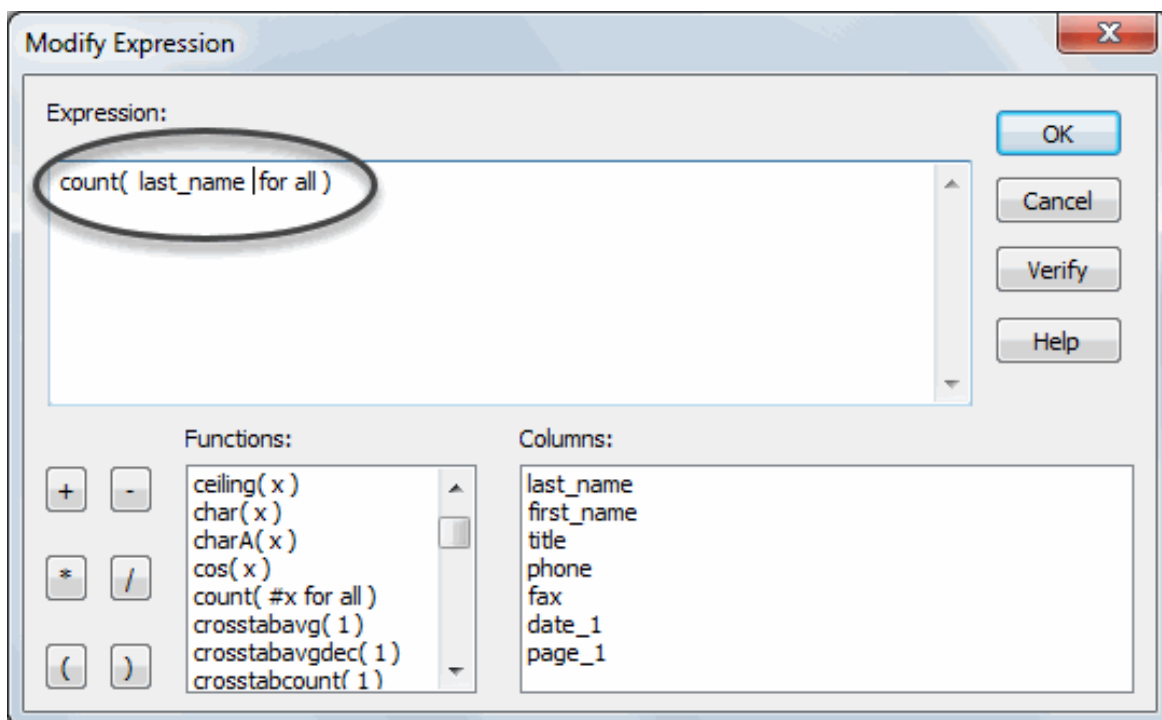 Modify Expression
Expression:
count( last_name for all )
OK
Cancel
Verify
Help
Functions:
Columns:
+ -
* /
( )
ceiling( x )
char( x )
charA( x )
cos( x )
count( #x for all )
crosstabavg( 1 )
crosstabavgdec( 1 )
crosstabcount( 1 )
last_name
first_name
title
phone
fax
date_1
page_1